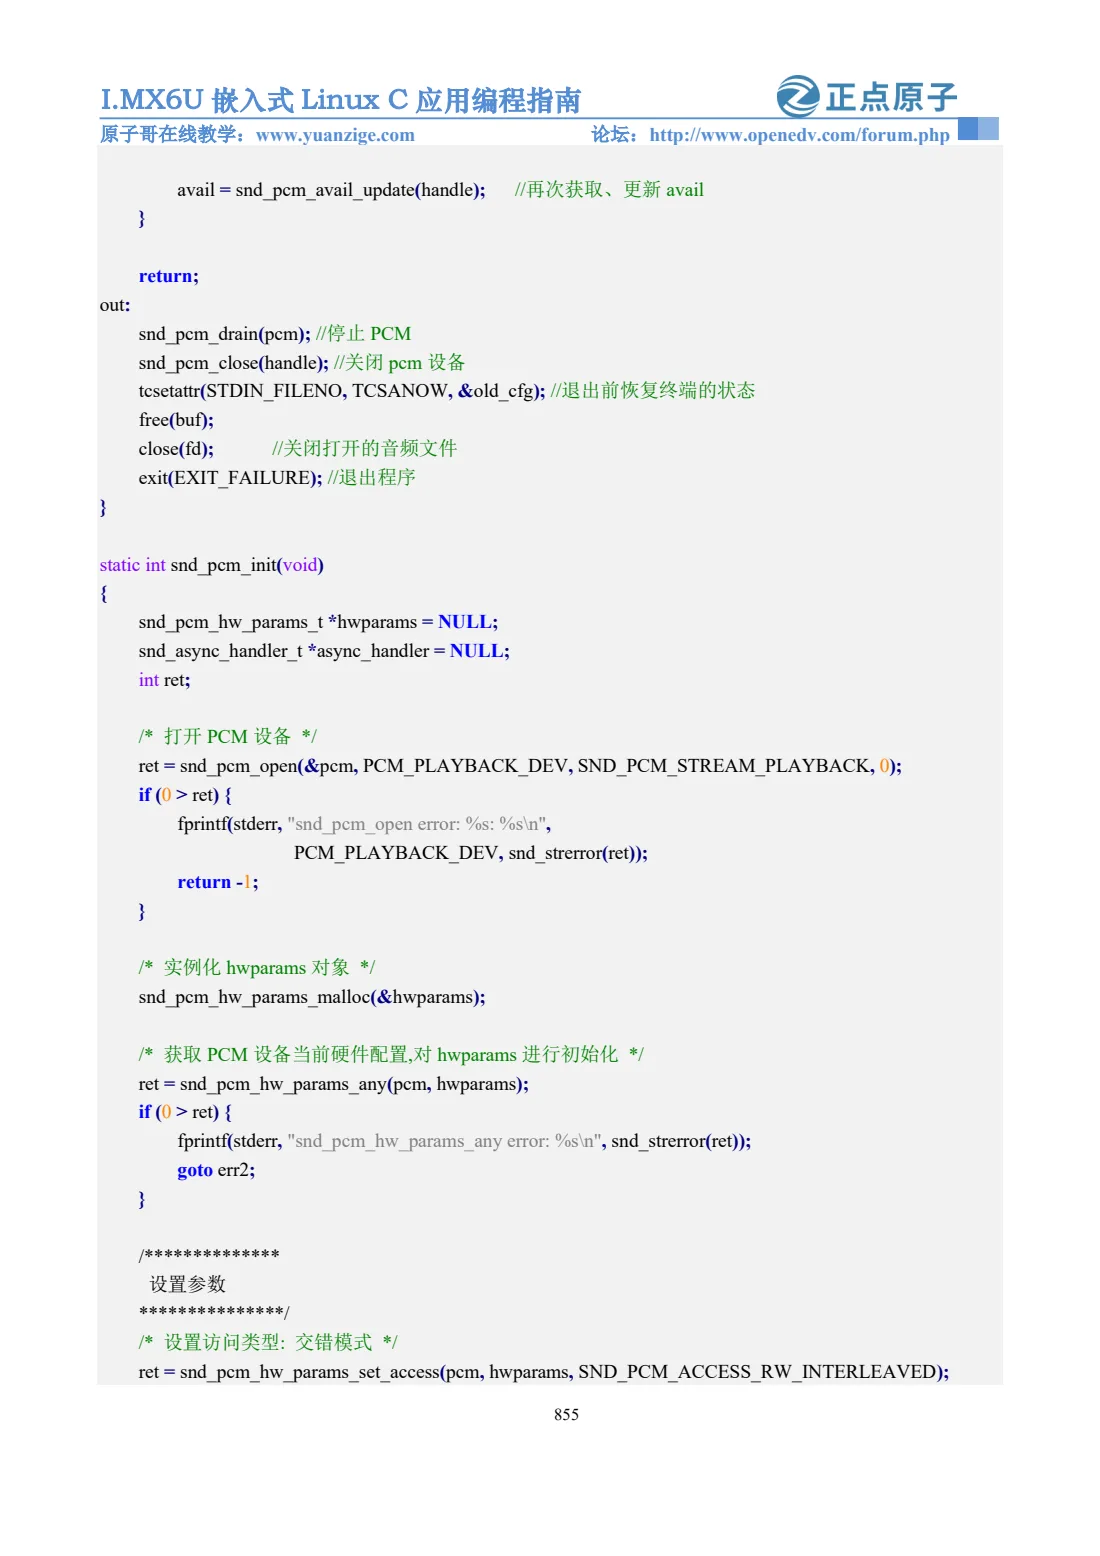 I.MX6U 嵌入式 Linux C 应用编程指南
正点原子
原子哥在线教学：www.yuanzige.com 论坛：http://www.openedv.com/forum.php
avail = snd_pcm_avail_update(handle); //再次获取、更新 avail
}
return;
out:
snd_pcm_drain(pcm); //停止 PCM
snd_pcm_close(handle); //关闭 pcm 设备
tcsetattr(STDIN_FILENO, TCSANOW, &old_cfg); //退出前恢复终端的状态
free(buf);
close(fd); //关闭打开的音频文件
exit(EXIT_FAILURE); //退出程序
}
static int snd_pcm_init(void)
{
snd_pcm_hw_params_t *hwparams = NULL;
snd_async_handler_t *async_handler = NULL;
int ret;
/* 打开 PCM 设备 */
ret = snd_pcm_open(&pcm, PCM_PLAYBACK_DEV, SND_PCM_STREAM_PLAYBACK, 0);
if (0 > ret) {
fprintf(stderr, "snd_pcm_open error: %s: %s\n",
PCM_PLAYBACK_DEV, snd_strerror(ret));
return -1;
}
/* 实例化 hwparams 对象 */
snd_pcm_hw_params_malloc(&hwparams);
/* 获取 PCM 设备当前硬件配置,对 hwparams 进行初始化 */
ret = snd_pcm_hw_params_any(pcm, hwparams);
if (0 > ret) {
fprintf(stderr, "snd_pcm_hw_params_any error: %s\n", snd_strerror(ret));
goto err2;
}
/**************
设置参数
***************/
/* 设置访问类型: 交错模式 */
ret = snd_pcm_hw_params_set_access(pcm, hwparams, SND_PCM_ACCESS_RW_INTERLEAVED);
855